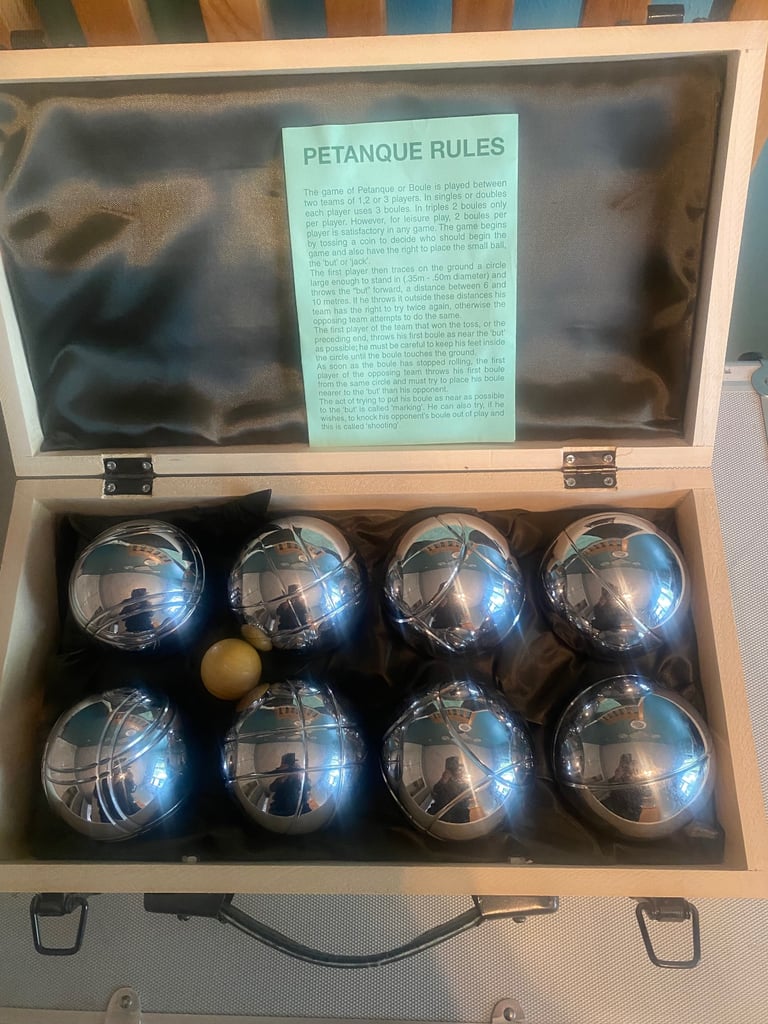 PETANQUE RULES
The game of Petanque or Boule is played between
two teams of 1,2 or 3 players. In singles or doubles
each player uses 3 boules. In triples 2 boules only
per player. However, for leisure play, 2 boules per
player is satisfactory in any game. The game begins
by tossing a coin to decide who should begin the
game and also have the right to place the small ball,
the 'but' or 'jack'.
The first player then traces on the ground a circle
large enough to stand in (.35m - .50m diameter) and
throws the "but" forward, a distance between 6 and
10 metres. If he throws it outside these distances his
team has the right to try twice again, otherwise the
opposing team attempts to do the same.
The first player of the team that won the toss, or the
preceding end, throws his first boule as near the 'but'
as possible; he must be careful to keep his feet inside
the circle until the boule touches the ground.
As soon as the boule has stopped rolling, the first
player of the opposing team throws his first boule
from the same circle and must try to place his boule
nearer to the 'but' than his opponent.
The act of trying to put his boule as near as possible
to the 'but' is called 'marking'. He can also try, if he
wishes, to knock his opponent's boule out of play and
this is called 'shooting'.